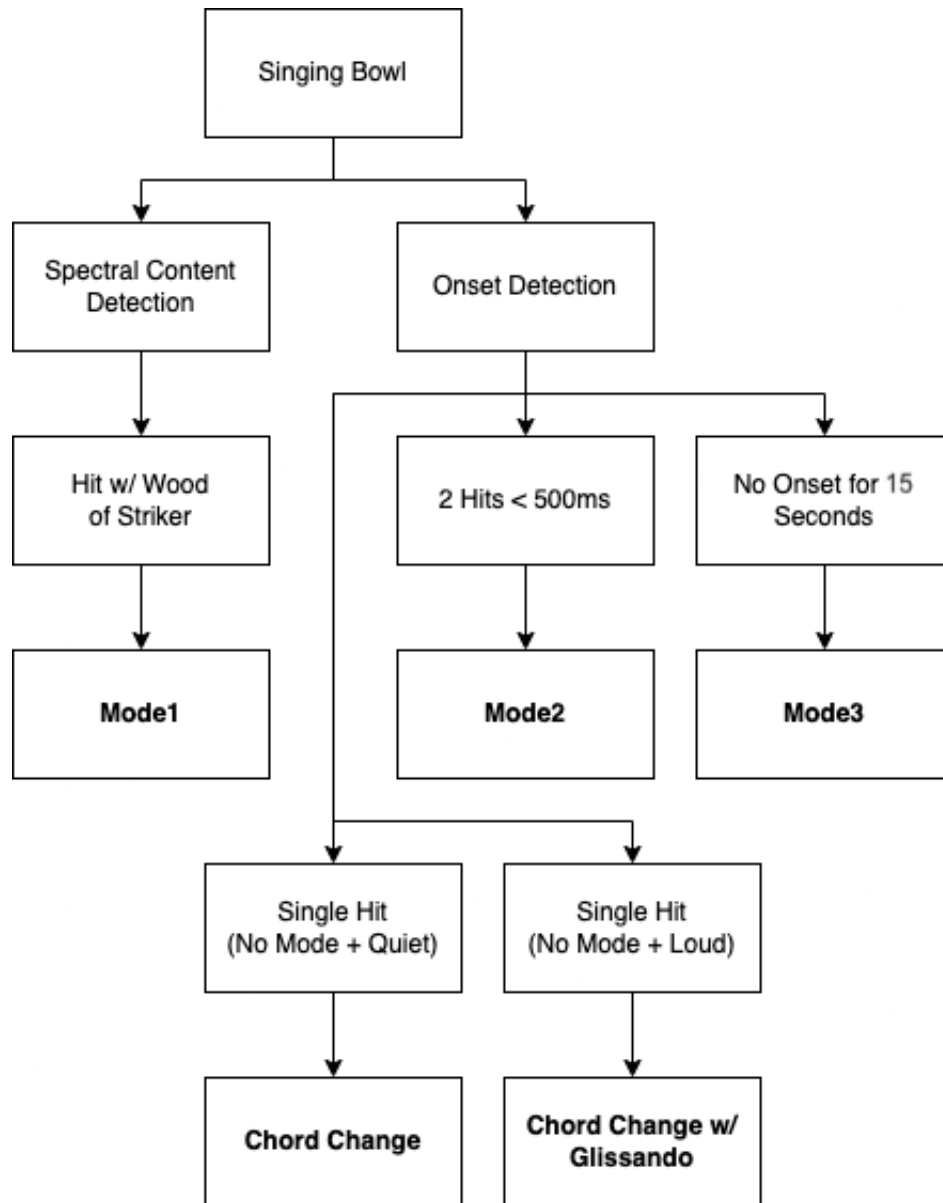 Singing Bowl
Spectral Content
Detection
Onset Detection
Hit w/ Wood
of Striker
2 Hits < 500ms
No Onset for 15
Seconds
Mode1
Mode2
Mode3
Single Hit
(No Mode + Quiet)
Single Hit
(No Mode + Loud)
Chord Change
Chord Change w/
Glissando